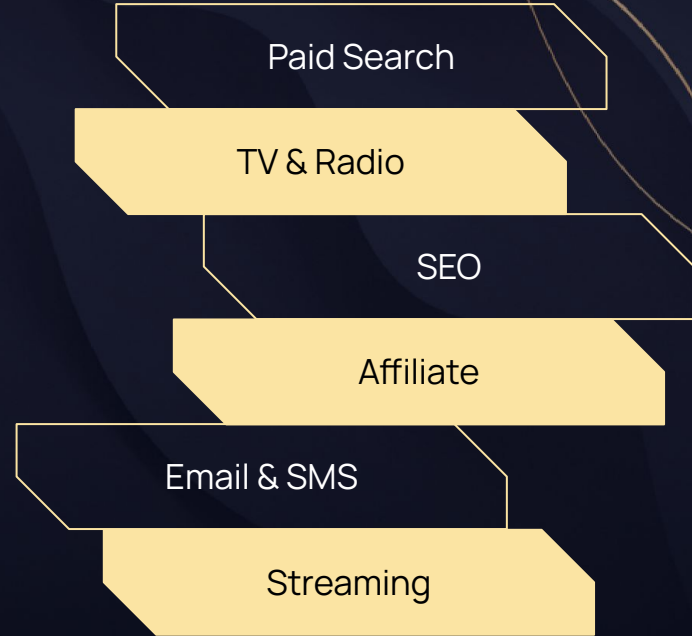 Paid Search
TV & Radio
SEO
Affiliate
Email & SMS
Streaming